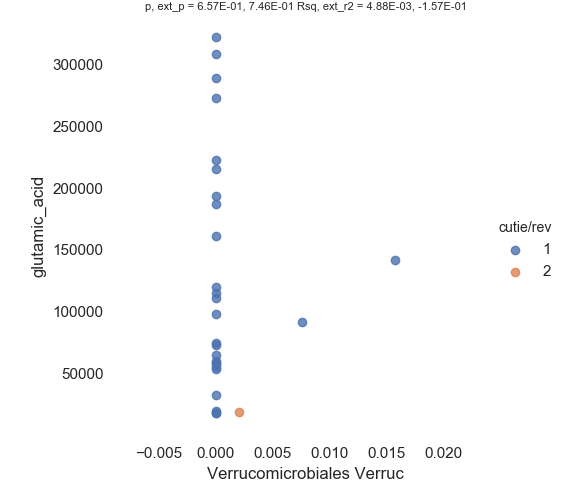 p, ext_p = 6.57E-01, 7.46E-01 Rsq, ext_r2 = 4.88E-03, -1.57E-01
300000
250000
200000
150000
100000
50000
glutamic_acid
cutie/rev
1
2
−0.005 0.000 0.005 0.010 0.015 0.020
Verrucomicrobiales Verruc